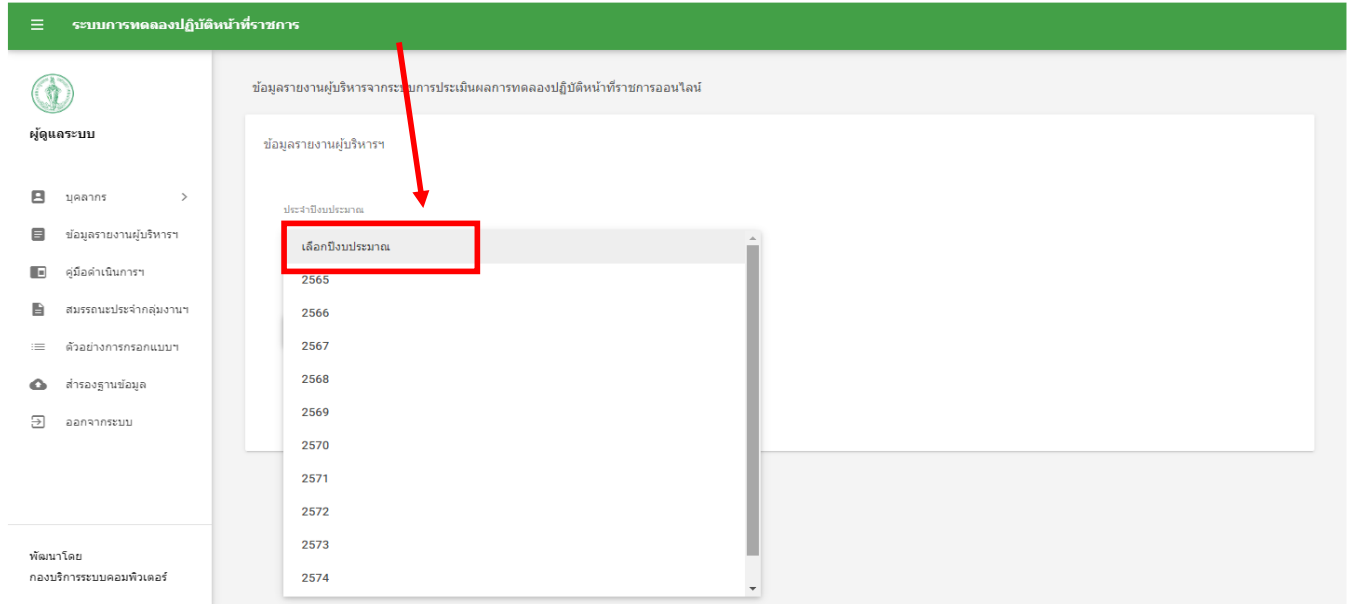 ระบบการทดลองปฏิบัติหน้าที่ราชการ
ผู้ดูแลระบบ
บุคลากร
ข้อมูลรายงานผู้บริหารฯ
คู่มือดำเนินการฯ
สมรรถนะประจำกลุ่มงานฯ
ตัวอย่างการกรอกแบบฯ
สำรองฐานข้อมูล
ออกจากระบบ
พัฒนาโดย
กองบริการระบบคอมพิวเตอร์
ข้อมูลรายงานผู้บริหารจากระบบการประเมินผลการทดลองปฏิบัติหน้าที่ราชการออนไลน์
ข้อมูลรายงานผู้บริหารฯ
ประจำปีงบประมาณ
เลือกปีงบประมาณ
2565
2566
2567
2568
2569
2570
2571
2572
2573
2574